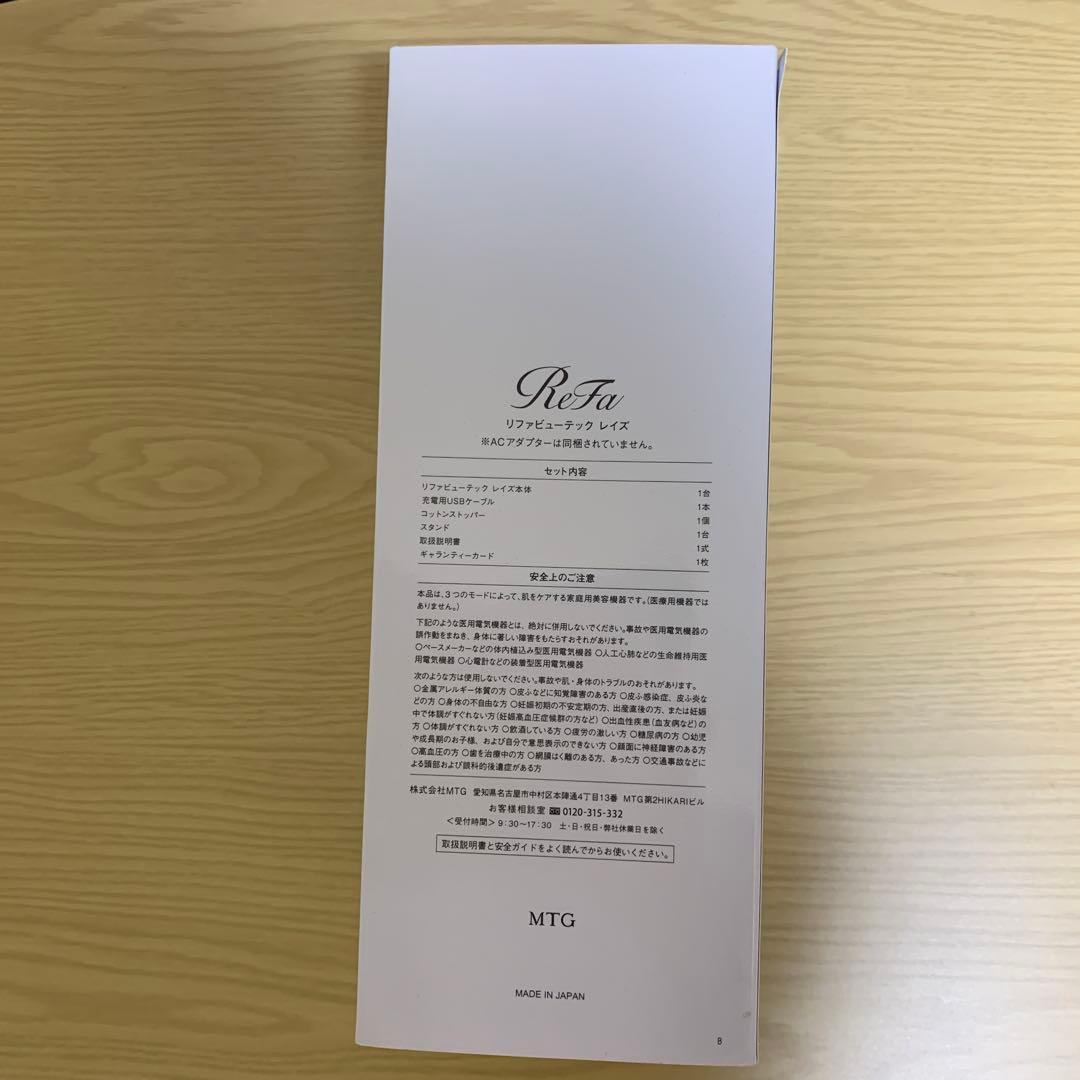 ReFa
リファビューテック レイズ
※ACアダプターは同梱されていません。
セット内容
リファビューテック レイズ本体 1台
充電用USBケーブル 1本
コットンストッパー 1個
スタンド 1台
取扱説明書 1式
ギャランティーカード 1枚
安全上のご注意
本品は、3つのモードによって、肌をケアする家庭用美容機器です。(医療用機器では
ありません。)
下記のような医用電気機器とは、絶対に併用しないでください。事故や医用電気機器の
誤作動をまねき、身体に著しい障害をもたらすおそれがあります。
○ペースメーカーなどの体内植込み型医用電気機器 ○人工心肺などの生命維持用医
用電気機器 ○心電計などの装着型医用電気機器
次のような方は使用しないでください。事故や肌・身体のトラブルのおそれがあります。
○金属アレルギー体質の方 ○皮ふなどに知覚障害のある方 ○皮ふ感染症、皮ふ炎な
どの方 ○身体の不自由な方 ○妊娠初期の不安定期の方、出産直後の方、または妊娠
中で体調がすぐれない方(妊娠高血圧症候群の方など) ○出血性疾患(血友病など)の
方 ○体調がすぐれない方 ○飲酒している方 ○疲労の激しい方 ○糖尿病の方 ○幼児
や成長期のお子様、および自分で意思表示のできない方 ○顔面に神経障害のある方
○高血圧の方 ○歯を治療中の方 ○網膜はく離のある方、あった方 ○交通事故などに
よる頭部および眼科的後遺症がある方
株式会社MTG 愛知県名古屋市中村区本陣通4丁目13番 MTG第2HIKARIビル
お客様相談室 0120-315-332
<受付時間> 9:30~17:30 土・日・祝日・弊社休業日を除く
取扱説明書と安全ガイドをよく読んでからお使いください。
MTG
MADE IN JAPAN
B